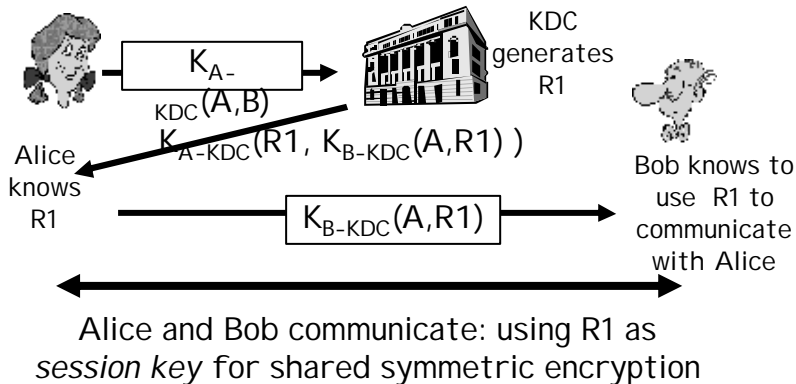 KDC
generates
R1
K_A-
KDC(A,B)
K_A-KDC(R1, K_B-KDC(A,R1) )
Alice
knows
R1
K_B-KDC(A,R1)
Bob knows to
use R1 to
communicate
with Alice
Alice and Bob communicate: using R1 as
session key for shared symmetric encryption